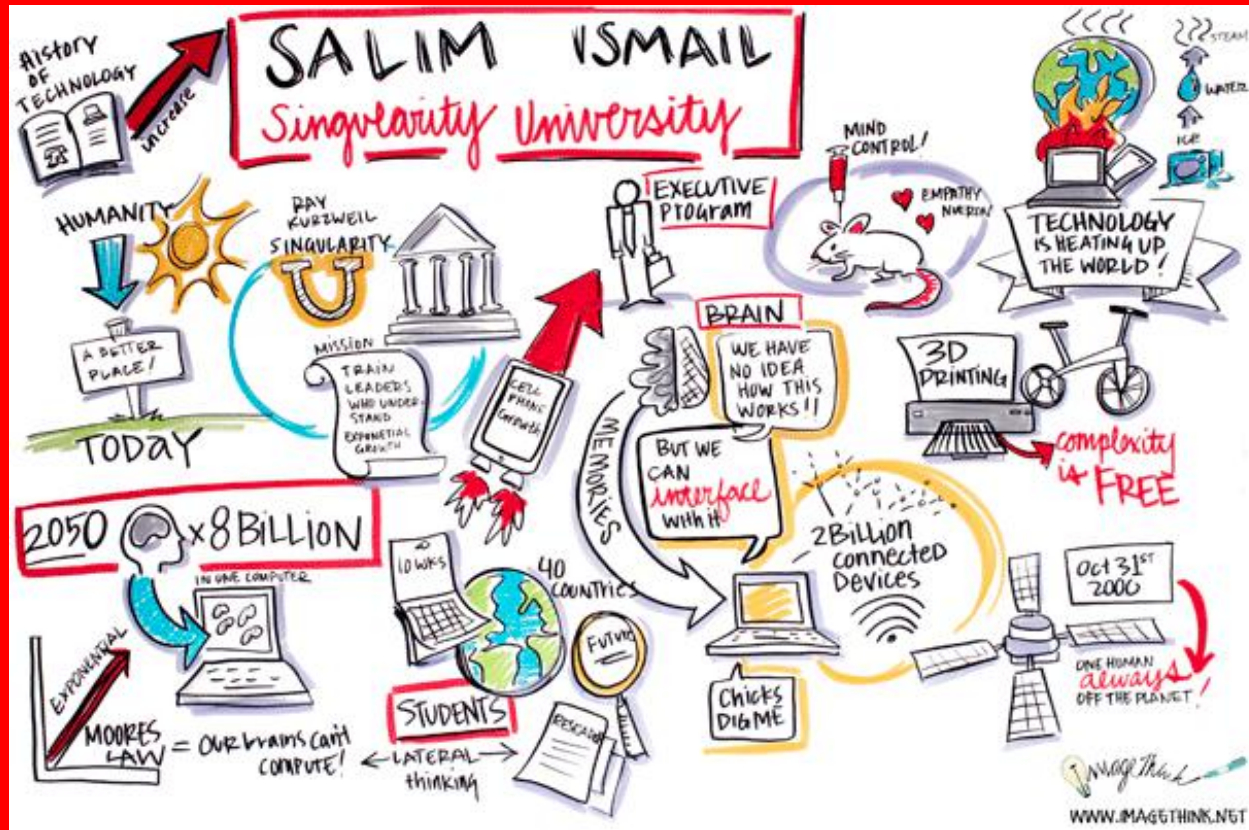 HISTORY
OF
TECHNOLOGY
increase
SALIM ISMAIL
Singularity University
HUMANITY
A BETTER
PLACE!
TODAY
RAY
KURZWEIL
SINGULARITY
MISSION
TRAIN
LEADERS
WHO UNDER-
STAND
EXPONETIAL
GROWTH
CELL
PHONE
Growth
EXECUTIVE
PROGRAM
MIND
CONTROL!
EMPATHY
STEAM
WATER
ICE
TECHNOLOGY
IS HEATING UP
THE WORLD!
BRAIN
WE HAVE
NO IDEA
HOW THIS
WORKS!!
BUT WE
CAN
interface
with it
MEMORIES
3D
PRINTING
complexity
is FREE
2050 x 8 BILLION
IN ONE COMPUTER
EXPONENTIAL
MOORES
LAW = OUR brains can't
COMPUTE!
10 WKS
40
COUNTRIES
FUTURE
STUDENTS
LATERAL
thinking
RESEARCH
2 Billion
connected
Devices
Chicks
DIG ME
Oct 31ST
2000
ONE HUMAN
always
OFF THE PLANET!
ImageThink
WWW.IMAGETHINK.NET